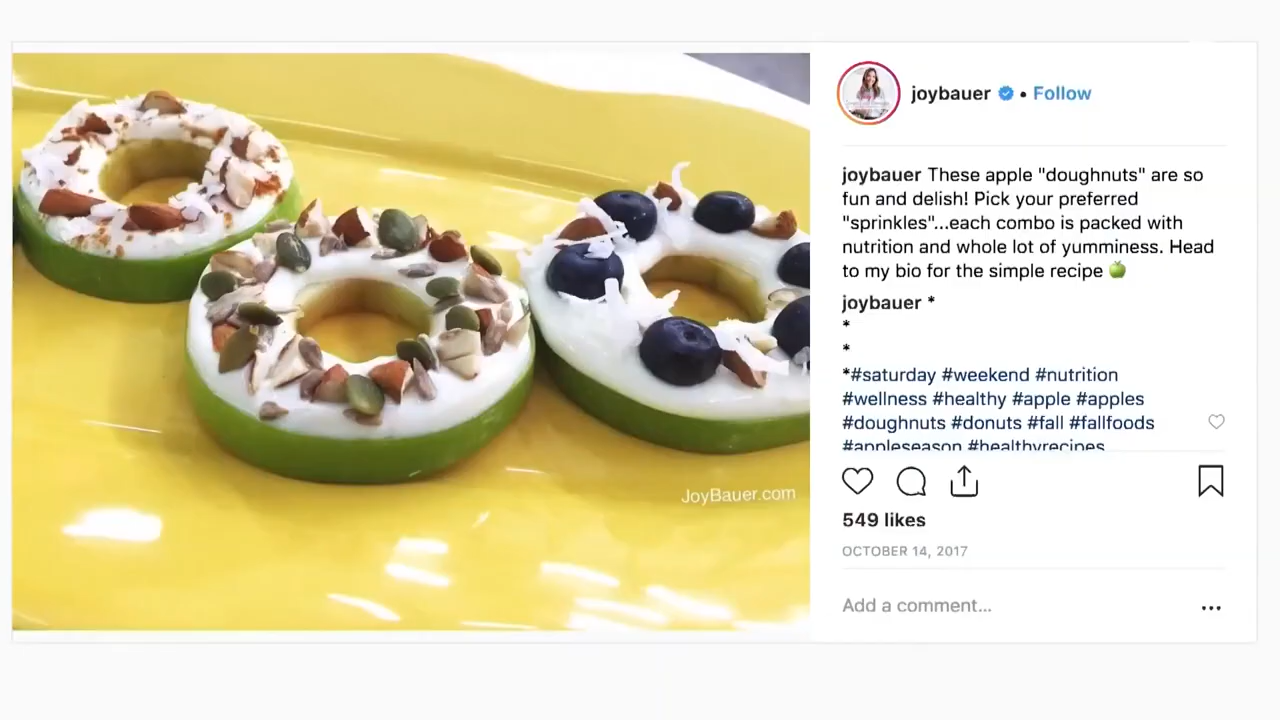 joybauer • Follow
joybauer These apple "doughnuts" are so
fun and delish! Pick your preferred
"sprinkles"...each combo is packed with
nutrition and whole lot of yumminess. Head
to my bio for the simple recipe 🍏
joybauer *
*
*
*#saturday #weekend #nutrition
#wellness #healthy #apple #apples
#doughnuts #donuts #fall #fallfoods
#appleseason #healthyrecipes
549 likes
OCTOBER 14, 2017
Add a comment...
JoyBauer.com